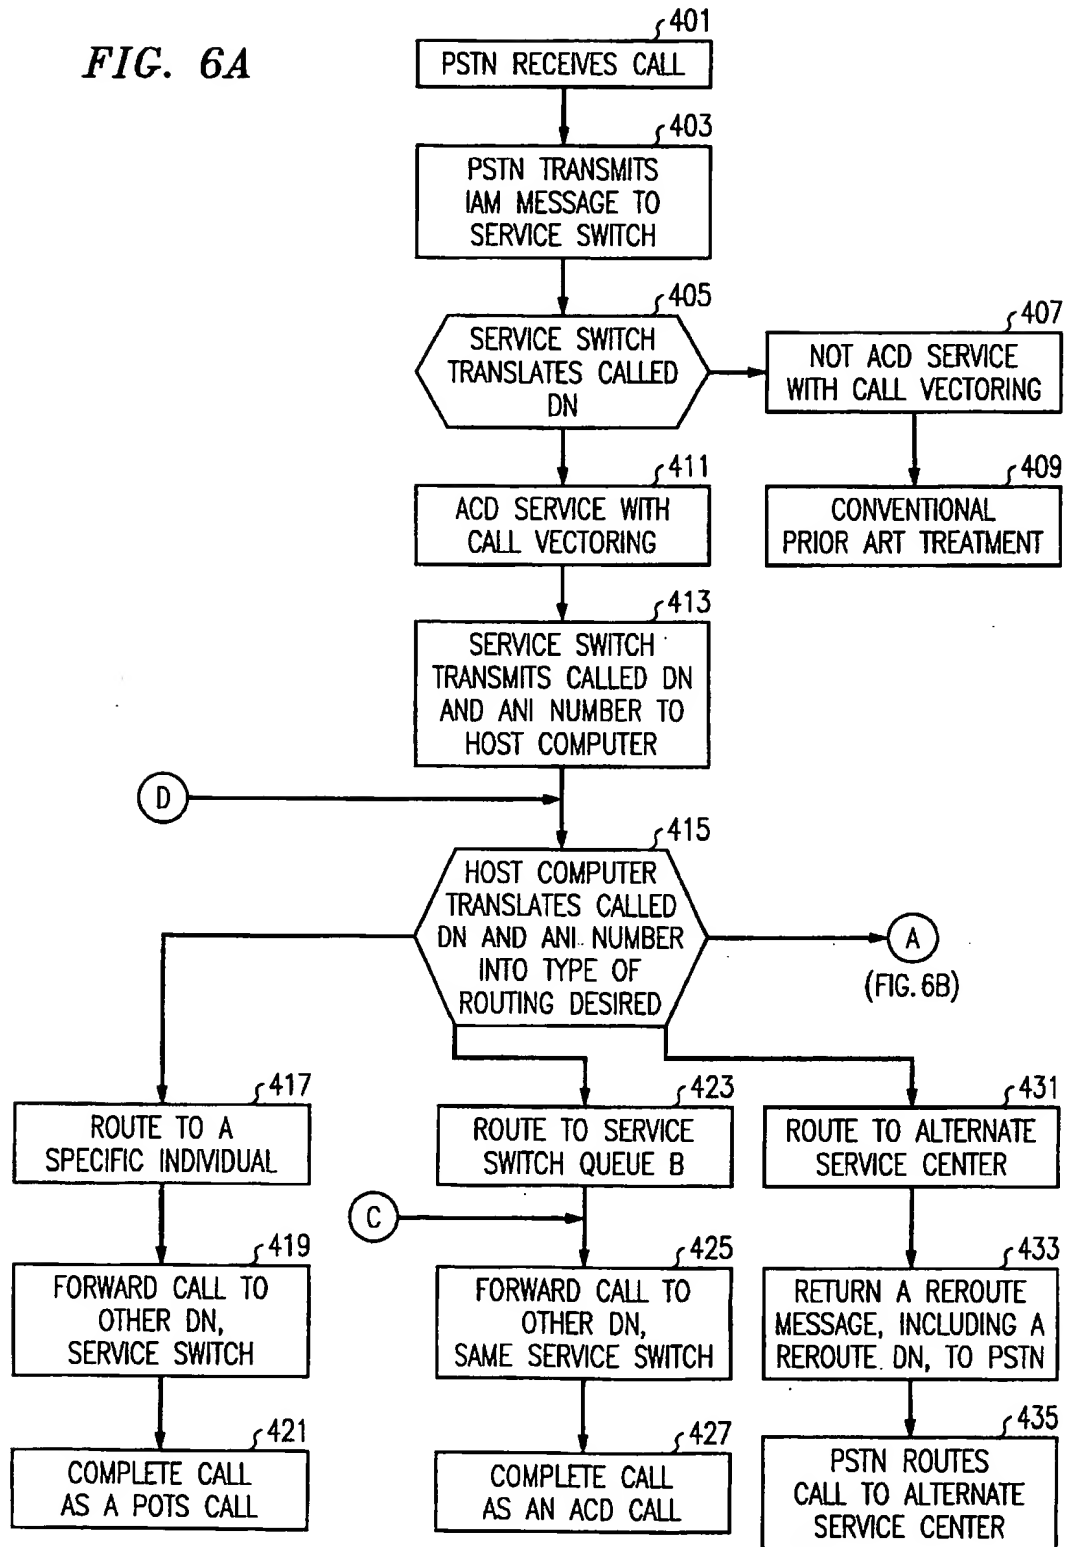 FIG. 6A
401
PSTN RECEIVES CALL
403
PSTN TRANSMITS
IAM MESSAGE TO
SERVICE SWITCH
405
SERVICE SWITCH
TRANSLATES CALLED
DN
407
NOT ACD SERVICE
WITH CALL VECTORING
409
CONVENTIONAL
PRIOR ART TREATMENT
411
ACD SERVICE WITH
CALL VECTORING
413
SERVICE SWITCH
TRANSMITS CALLED DN
AND ANI NUMBER TO
HOST COMPUTER
D
415
HOST COMPUTER
TRANSLATES CALLED
DN AND ANI NUMBER
INTO TYPE OF
ROUTING DESIRED
A
(FIG. 6B)
417
ROUTE TO A
SPECIFIC INDIVIDUAL
419
FORWARD CALL TO
OTHER DN,
SERVICE SWITCH
421
COMPLETE CALL
AS A POTS CALL
423
ROUTE TO SERVICE
SWITCH QUEUE B
C
425
FORWARD CALL TO
OTHER DN,
SAME SERVICE SWITCH
427
COMPLETE CALL
AS AN ACD CALL
431
ROUTE TO ALTERNATE
SERVICE CENTER
433
RETURN A REROUTE
MESSAGE, INCLUDING A
REROUTE DN, TO PSTN
435
PSTN ROUTES
CALL TO ALTERNATE
SERVICE CENTER